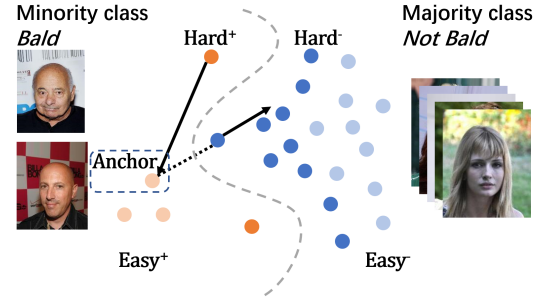 Minority class
Bald
Hard⁺
Hard⁻
Majority class
Not Bald
Anchor
Easy⁺
Easy⁻